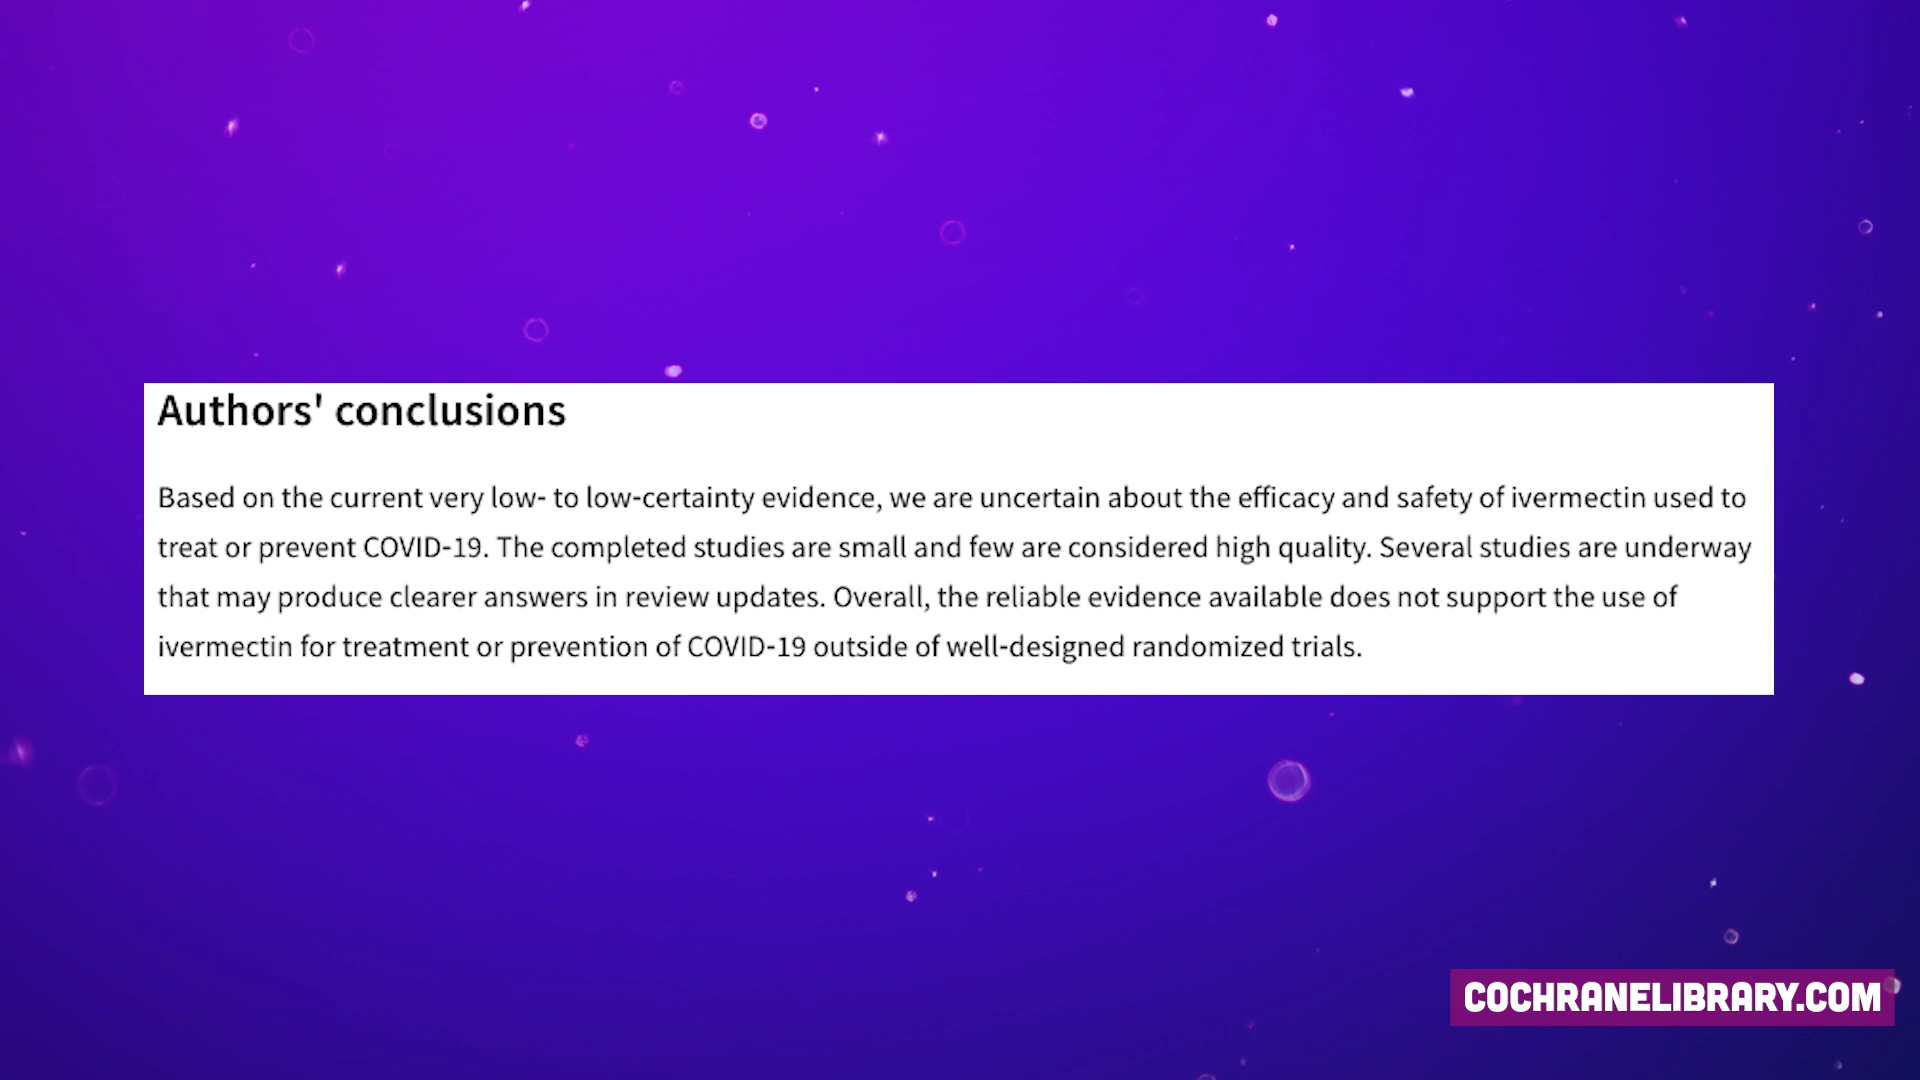 Authors' conclusions
Based on the current very low- to low-certainty evidence, we are uncertain about the efficacy and safety of ivermectin used to
treat or prevent COVID-19. The completed studies are small and few are considered high quality. Several studies are underway
that may produce clearer answers in review updates. Overall, the reliable evidence available does not support the use of
ivermectin for treatment or prevention of COVID-19 outside of well-designed randomized trials.
COCHRANELIBRARY.COM